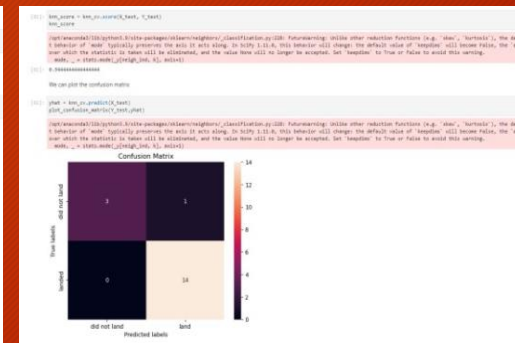 knn_score = knn_cv.score(X_test, Y_test)
knn_score
/opt/anaconda3/lib/python3.9/site-packages/sklearn/neighbors/_classification.py:228: FutureWarning: Unlike other reduction functions (e.g. `skew`, `kurtosis`), the de
t behavior of `mode` typically preserves the axis it acts along. In SciPy 1.11.0, this behavior will change: the default value of `keepdims` will become False, the
over which the statistic is taken will be eliminated, and the value None will no longer be accepted. Set `keepdims` to True or False to avoid this warning.
mode, _ = stats.mode(_y[neigh_ind, k], axis=1)
We can plot the confusion matrix
yhat = knn_cv.predict(X_test)
plot_confusion_matrix(Y_test,yhat)
/opt/anaconda3/lib/python3.9/site-packages/sklearn/neighbors/_classification.py:228: FutureWarning: Unlike other reduction functions (e.g. `skew`, `kurtosis`), the de
t behavior of `mode` typically preserves the axis it acts along. In SciPy 1.11.0, this behavior will change: the default value of `keepdims` will become False, the
over which the statistic is taken will be eliminated, and the value None will no longer be accepted. Set `keepdims` to True or False to avoid this warning.
mode, _ = stats.mode(_y[neigh_ind, k], axis=1)
Confusion Matrix
True labels
did not land
landed
3
1
0
14
did not land
land
Predicted labels
14
12
10
8
6
4
2
0